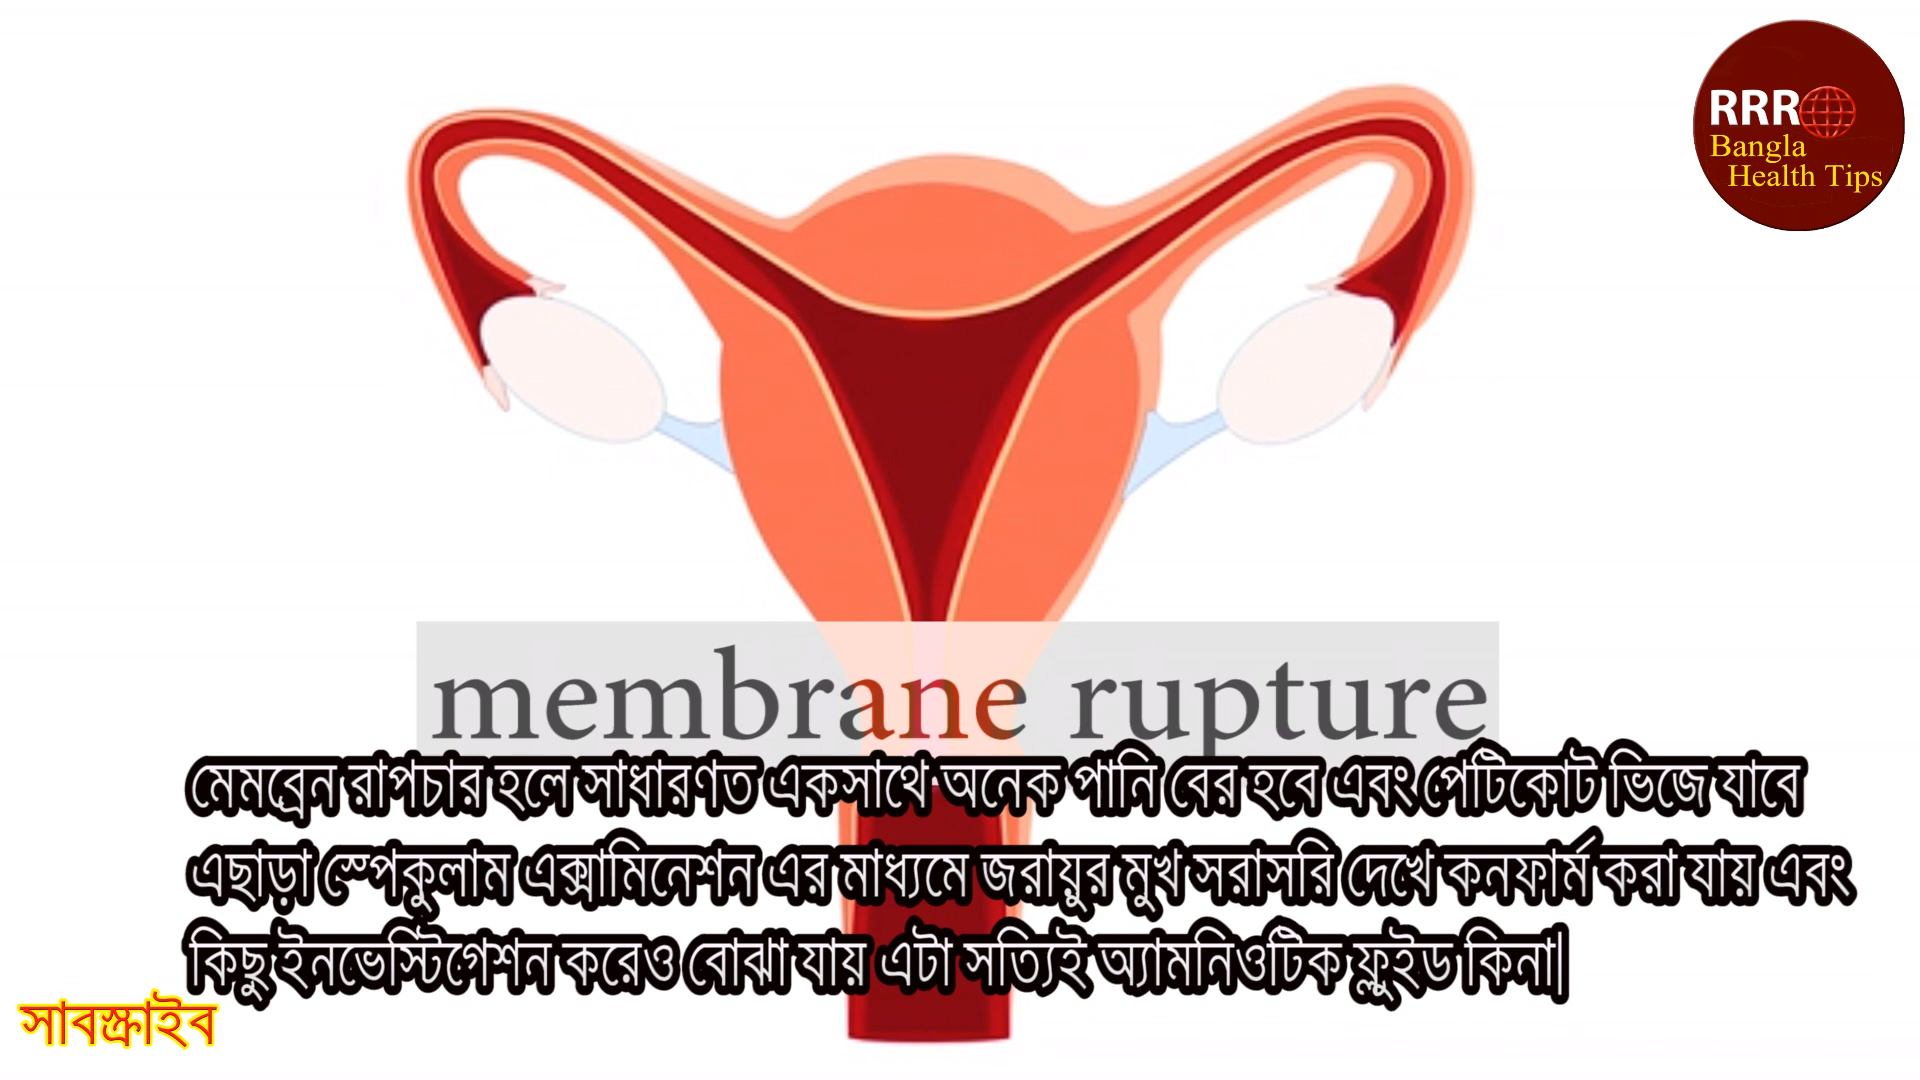 RRR
Bangla
Health Tips
membrane rupture
মেমব্রেন রাপচার হলে সাধারণত একসাথে অনেক পানি বের হবে এবং পেটিকোট ভিজে যাবে
এছাড়া স্পেকুলাম এক্সামিনেশন এর মাধ্যমে জরায়ুর মুখ সরাসরি দেখে কনফার্ম করা যায় এবং
কিছু ইনভেস্টিগেশন করেও বোঝা যায় এটা সত্যিই অ্যামনিওটিক ফ্লুইড কিনা|
সাবস্ক্রাইব